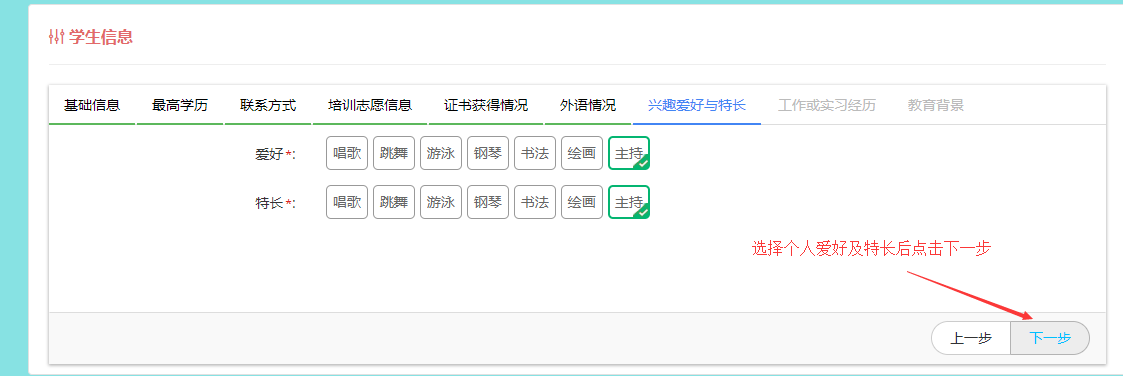 学生信息
基础信息 最高学历 联系方式 培训志愿信息 证书获得情况 外语情况 兴趣爱好与特长 工作或实习经历 教育背景
爱好*: 唱歌 跳舞 游泳 钢琴 书法 绘画 主持
特长*: 唱歌 跳舞 游泳 钢琴 书法 绘画 主持
选择个人爱好及特长后点击下一步
上一步 下一步